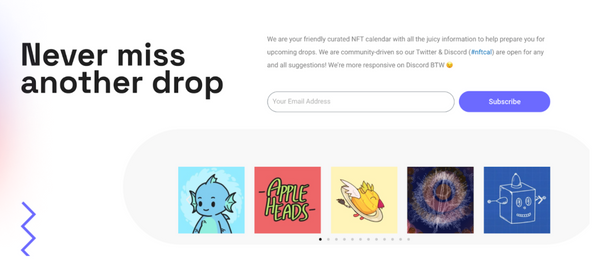 Never miss
another drop
We are your friendly curated NFT calendar with all the juicy information to help prepare you for
upcoming drops. We are community-driven so our Twitter & Discord (#nftcal) are open for any
and all suggestions! We're more responsive on Discord BTW 😉
Your Email Address
Subscribe
APPLE
HEADS